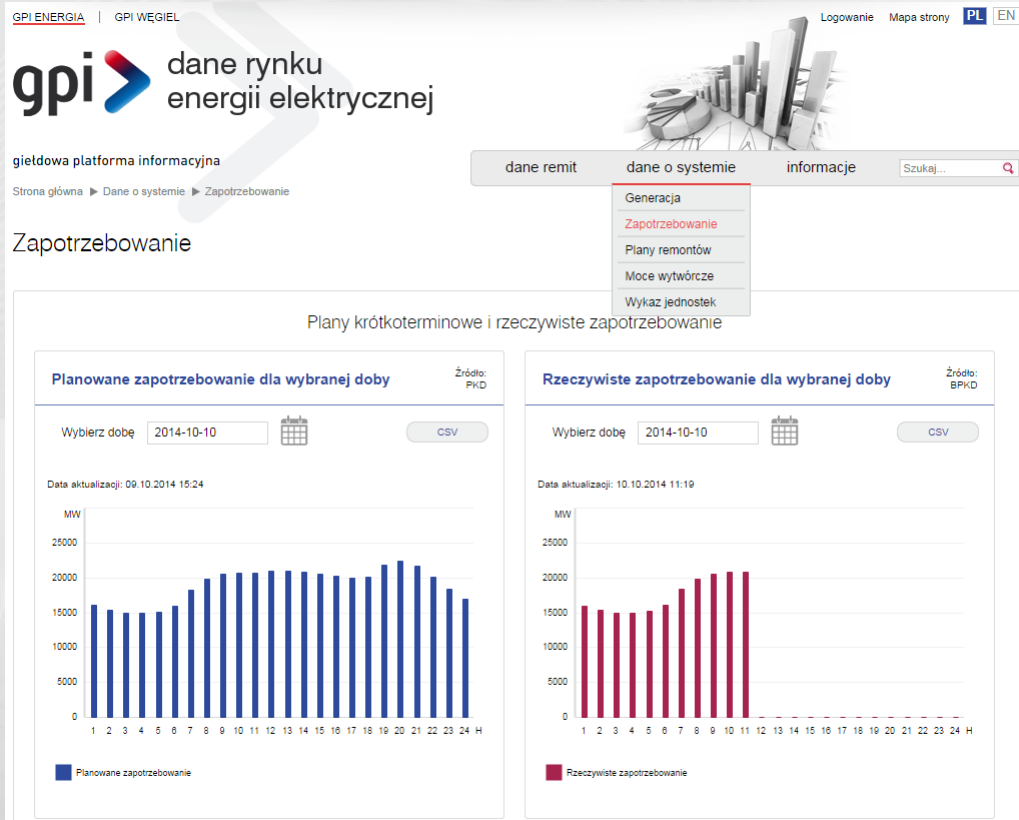 GPI ENERGIA | GPI WĘGIEL
Logowanie Mapa strony PL EN
gpi dane rynku
energii elektrycznej
giełdowa platforma informacyjna
dane remit dane o systemie informacje Szukaj...
Strona główna ▶ Dane o systemie ▶ Zapotrzebowanie
Generacja
Zapotrzebowanie
Plany remontów
Moce wytwórcze
Wykaz jednostek
Zapotrzebowanie
Plany krótkoterminowe i rzeczywiste zapotrzebowanie
Planowane zapotrzebowanie dla wybranej doby
Źródło:
PKD
Wybierz dobę 2014-10-10 CSV
Data aktualizacji: 09.10.2014 15:24
MW
25000
20000
15000
10000
5000
0
1 2 3 4 5 6 7 8 9 10 11 12 13 14 15 16 17 18 19 20 21 22 23 24 H
Planowane zapotrzebowanie
Rzeczywiste zapotrzebowanie dla wybranej doby
Źródło:
BPKD
Wybierz dobę 2014-10-10 CSV
Data aktualizacji: 10.10.2014 11:19
MW
25000
20000
15000
10000
5000
0
1 2 3 4 5 6 7 8 9 10 11 12 13 14 15 16 17 18 19 20 21 22 23 24 H
Rzeczywiste zapotrzebowanie